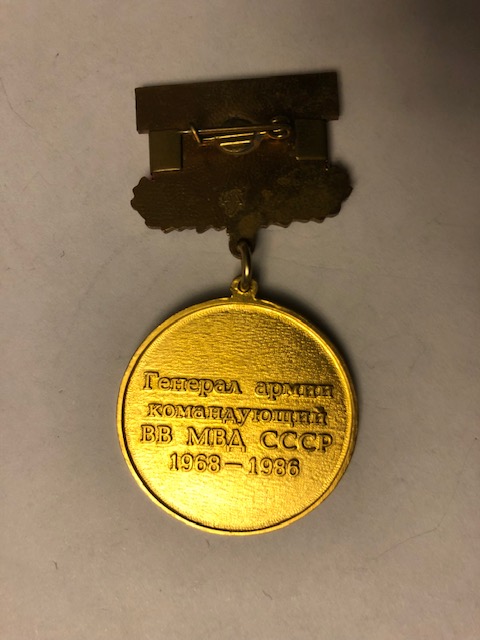 Генерал армии
командующий
ВВ МВД СССР
1968—1986